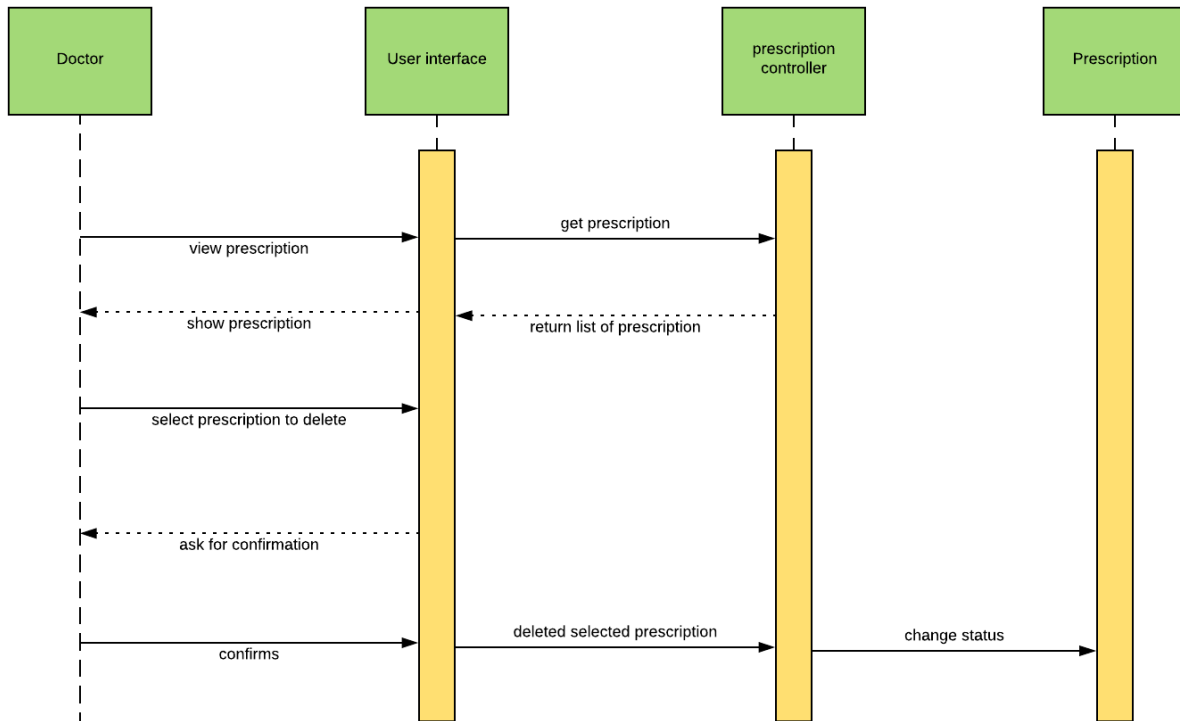 Doctor
User interface
prescription
controller
Prescription
view prescription
get prescription
show prescription
return list of prescription
select prescription to delete
ask for confirmation
confirms
deleted selected prescription
change status